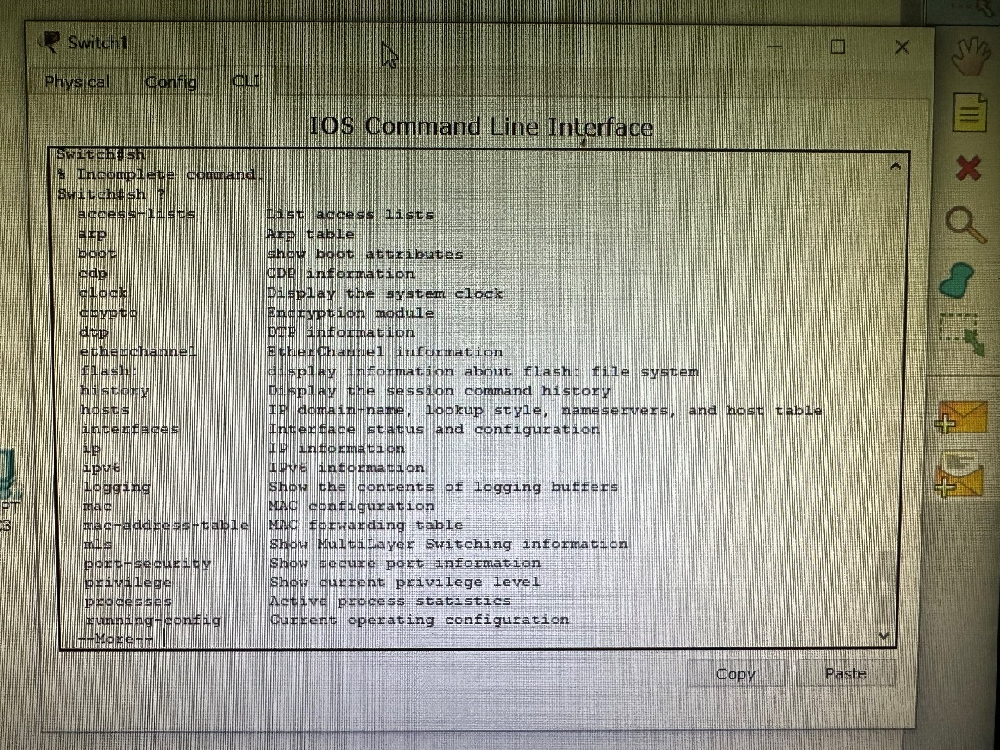 Switch1
Physical Config CLI
IOS Command Line Interface
Switch#sh
% Incomplete command.
Switch#sh ?
access-lists List access lists
arp Arp table
boot show boot attributes
cdp CDP information
clock Display the system clock
crypto Encryption module
dtp DTP information
etherchannel EtherChannel information
flash: display information about flash: file system
history Display the session command history
hosts IP domain-name, lookup style, nameservers, and host table
interfaces Interface status and configuration
ip IP information
ipv6 IPv6 information
logging Show the contents of logging buffers
mac MAC configuration
mac-address-table MAC forwarding table
mls Show MultiLayer Switching information
port-security Show secure port information
privilege Show current privilege level
processes Active process statistics
running-config Current operating configuration
--More--
Copy Paste
PT
3